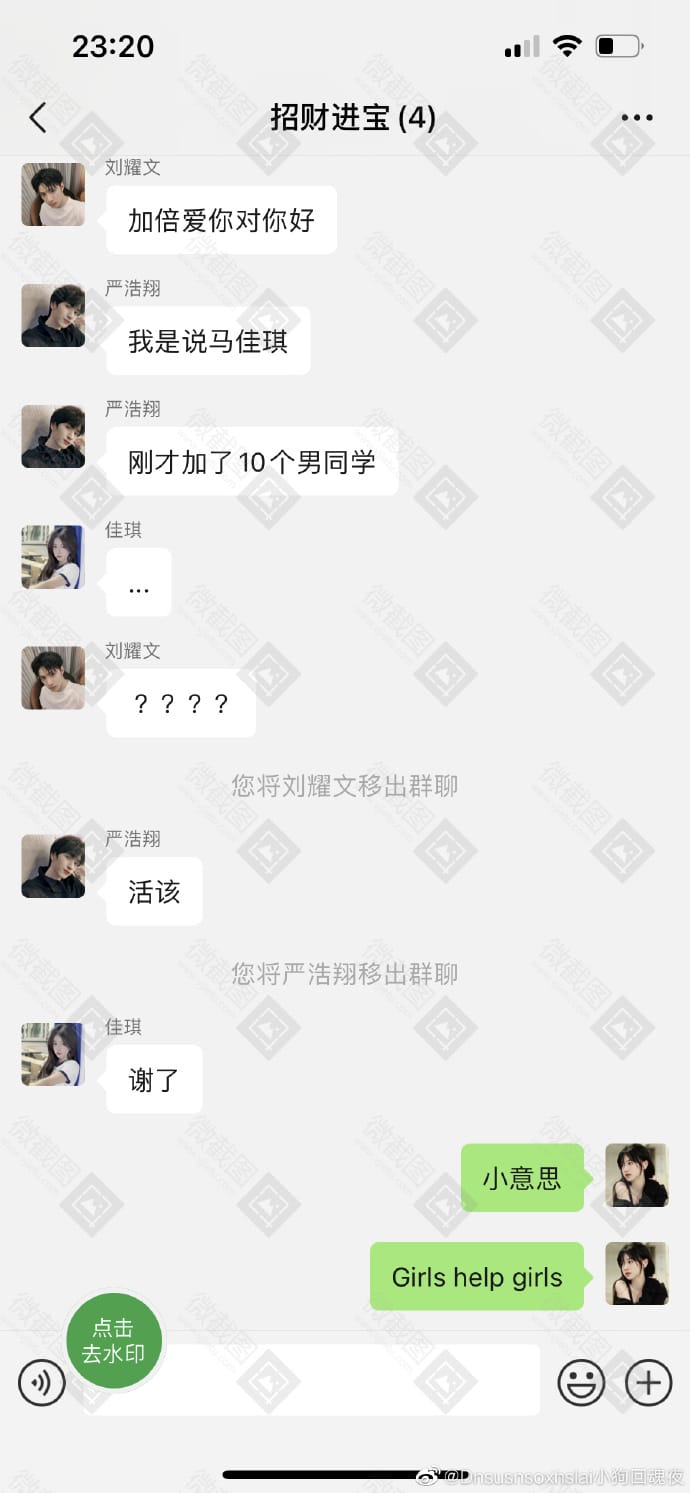 23:20
招财进宝 (4)
刘耀文
加倍爱你对你好
严浩翔
我是说马佳琪
严浩翔
刚才加了10个男同学
佳琪
...
刘耀文
？？？？
您将刘耀文移出群聊
严浩翔
活该
您将严浩翔移出群聊
佳琪
谢了
小意思
Girls help girls
点击
去水印
@Dnsusnsoxnslai小狗回魂夜
微截图